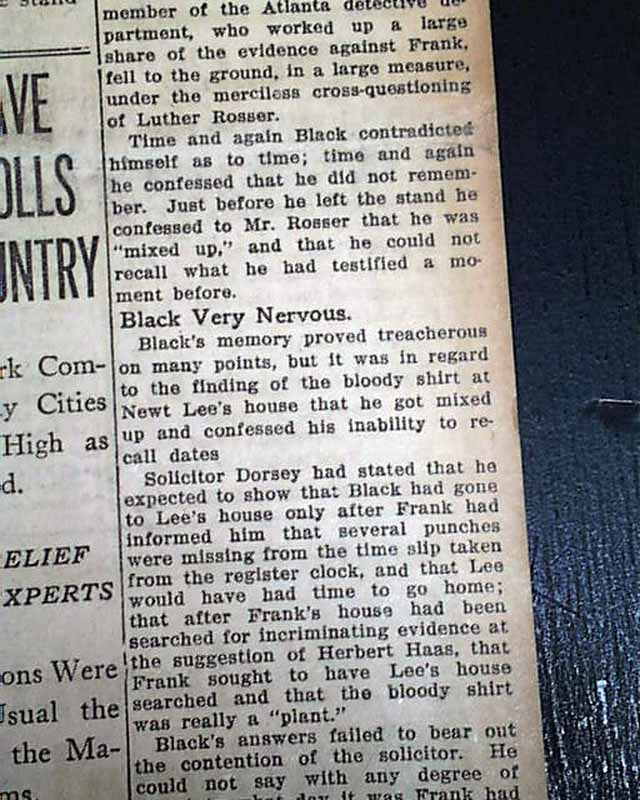 AVE
OLLS
UNTRY
rk Com-
y Cities
High as
d.
ELIEF
XPERTS
ons Were
Usual the
the Ma-
ms.
member of the Atlanta detective de-
partment, who worked up a large
share of the evidence against Frank,
fell to the ground, in a large measure,
under the merciless cross-questioning
of Luther Rosser.
Time and again Black contradicted
himself as to time; time and again
he confessed that he did not remem-
ber. Just before he left the stand he
confessed to Mr. Rosser that he was
"mixed up," and that he could not
recall what he had testified a mo-
ment before.
Black Very Nervous.
Black's memory proved treacherous
on many points, but it was in regard
to the finding of the bloody shirt at
Newt Lee's house that he got mixed
up and confessed his inability to re-
call dates
Solicitor Dorsey had stated that he
expected to show that Black had gone
to Lee's house only after Frank had
informed him that several punches
were missing from the time slip taken
from the register clock, and that Lee
would have had time to go home;
that after Frank's house had been
searched for incriminating evidence at
the suggestion of Herbert Haas, that
Frank sought to have Lee's house
searched and that the bloody shirt
was really a "plant."
Black's answers failed to bear out
the contention of the solicitor. He
could not say with any degree of
what day it was Frank had